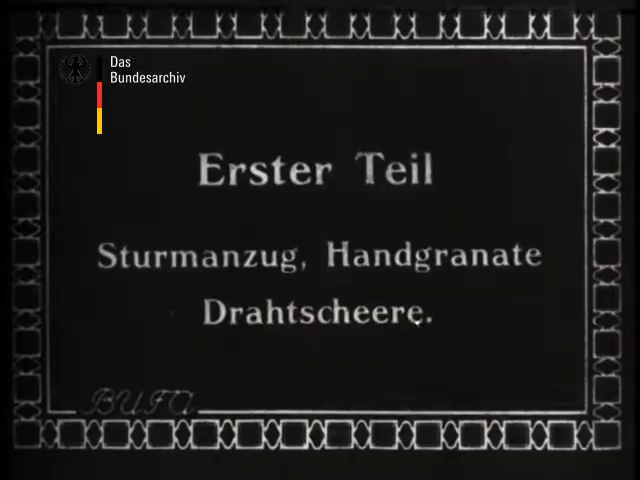 Das
Bundesarchiv
Erster Teil
Sturmanzug, Handgranate
Drahtscheere.
BUFA